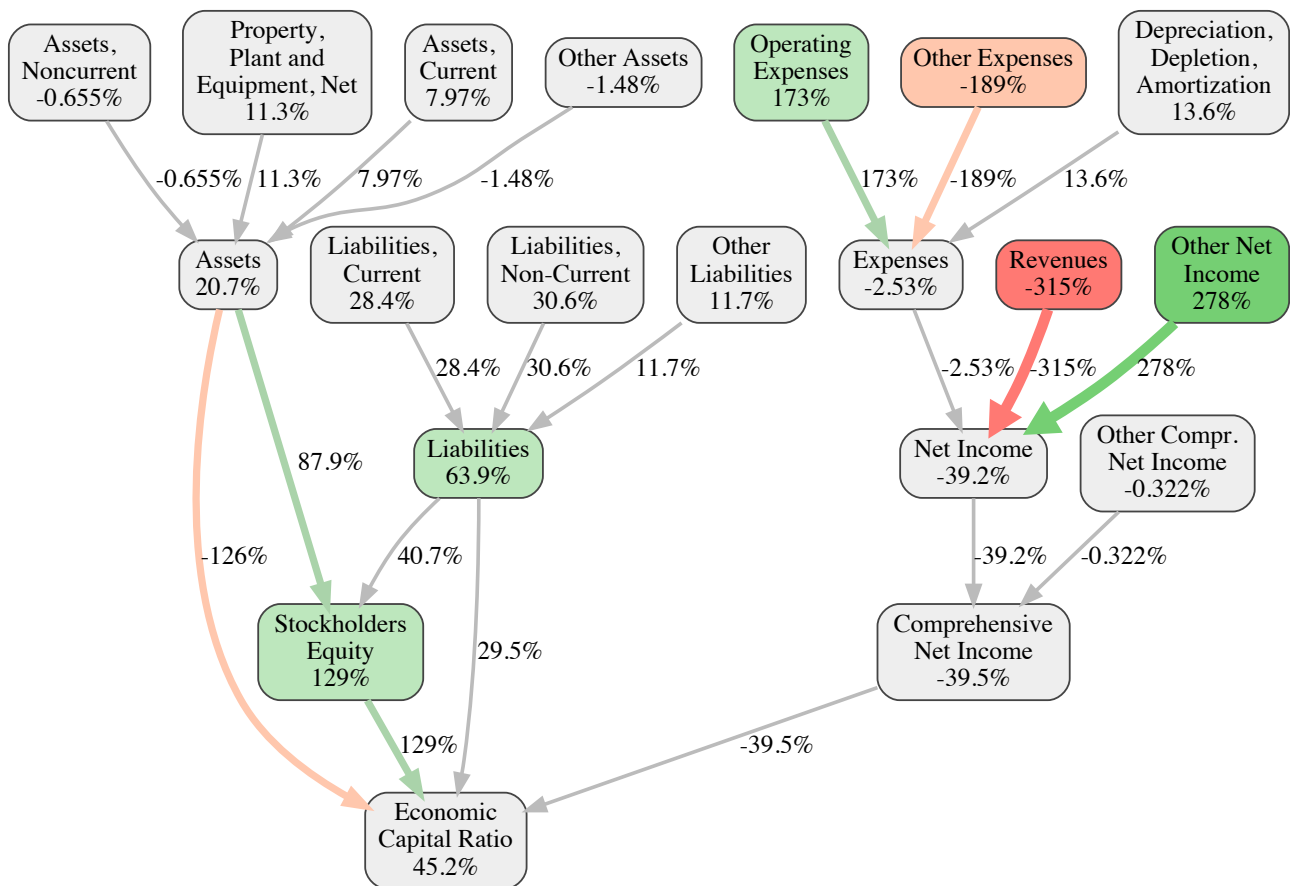 Assets,
Noncurrent
-0.655%
Property,
Plant and
Equipment, Net
11.3%
Assets,
Current
7.97%
Other Assets
-1.48%
Operating
Expenses
173%
Other Expenses
-189%
Depreciation,
Depletion,
Amortization
13.6%
-0.655%
11.3%
7.97%
-1.48%
173%
-189%
13.6%
Assets
20.7%
Liabilities,
Current
28.4%
Liabilities,
Non-Current
30.6%
Other
Liabilities
11.7%
Expenses
-2.53%
Revenues
-315%
Other Net
Income
278%
28.4%
30.6%
11.7%
-2.53%
-315%
278%
87.9%
Liabilities
63.9%
Net Income
-39.2%
Other Compr.
Net Income
-0.322%
-126%
40.7%
-39.2%
-0.322%
Stockholders
Equity
129%
29.5%
Comprehensive
Net Income
-39.5%
129%
-39.5%
Economic
Capital Ratio
45.2%